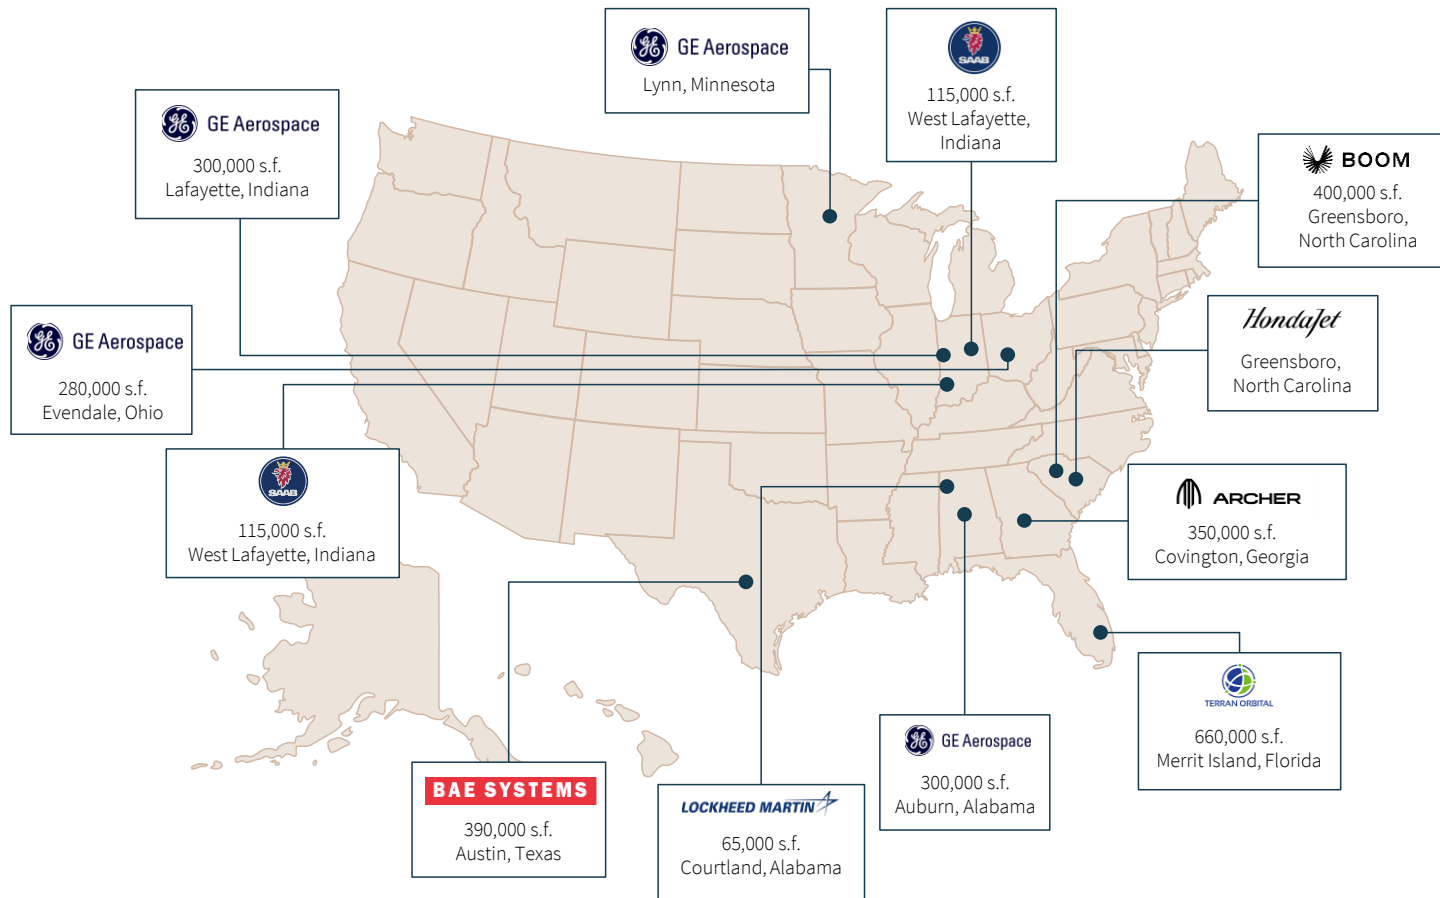 GE Aerospace
Lynn, Minnesota
SAAB
115,000 s.f.
West Lafayette,
Indiana
GE Aerospace
300,000 s.f.
Lafayette, Indiana
BOOM
400,000 s.f.
Greensboro,
North Carolina
HondaJet
Greensboro,
North Carolina
GE Aerospace
280,000 s.f.
Evendale, Ohio
SAAB
115,000 s.f.
West Lafayette, Indiana
ARCHER
350,000 s.f.
Covington, Georgia
TERRAN ORBITAL
660,000 s.f.
Merrit Island, Florida
GE Aerospace
300,000 s.f.
Auburn, Alabama
BAE SYSTEMS
390,000 s.f.
Austin, Texas
LOCKHEED MARTIN
65,000 s.f.
Courtland, Alabama